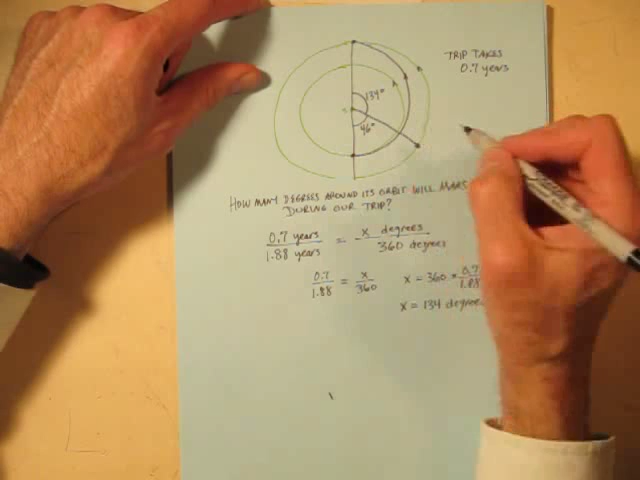 TRIP TAKES
0.7 years
134°
46°
HOW MANY DEGREES AROUND ITS ORBIT WILL MARS
DURING OUR TRIP?
0.7 years / 1.88 years = x degrees / 360 degrees
0.7 / 1.88 = x / 360
x = 360 * 0.7 / 1.88
x = 134 degrees